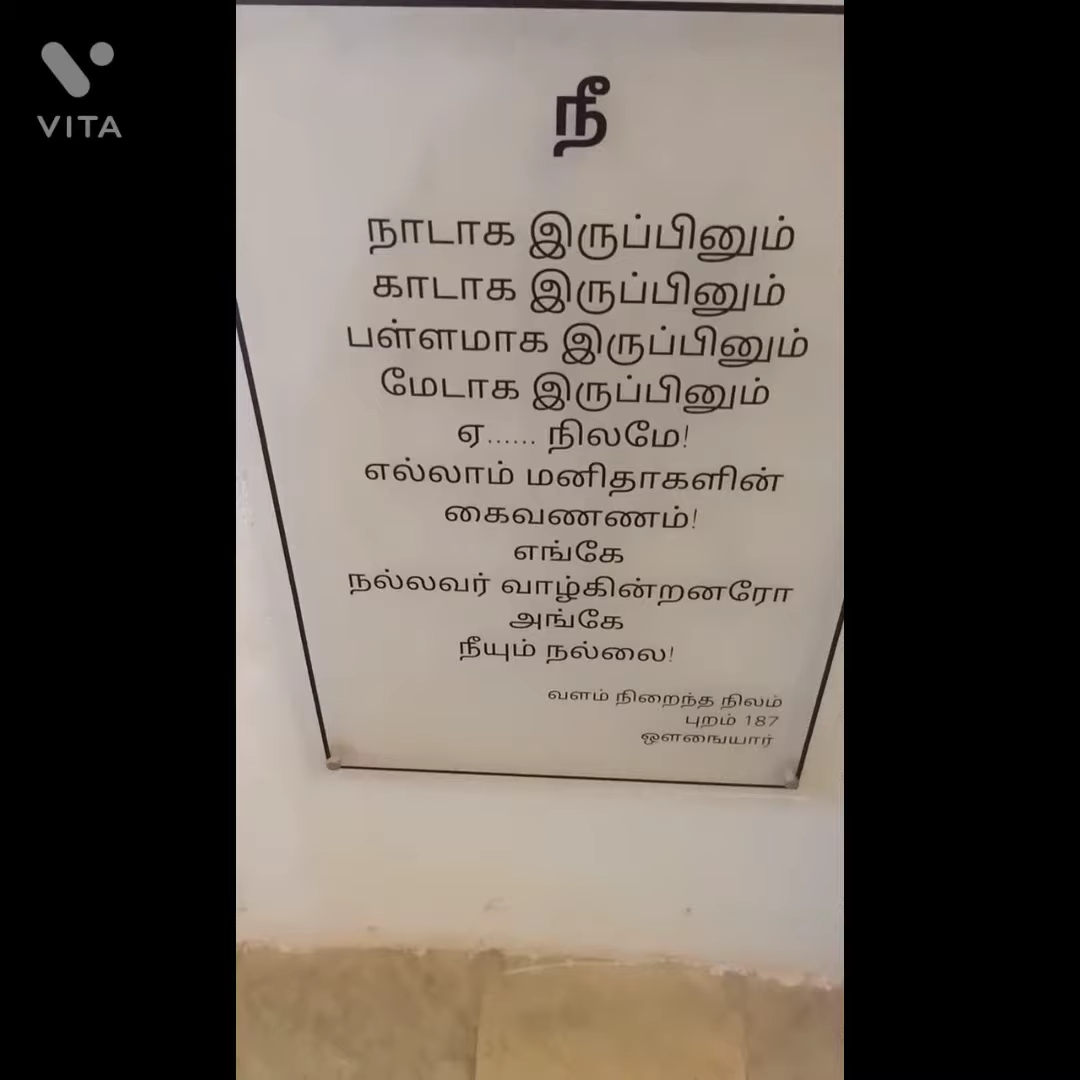 VITA
நீ
நாடாக இருப்பினும்
காடாக இருப்பினும்
பள்ளமாக இருப்பினும்
மேடாக இருப்பினும்
ஏ...... நிலமே!
எல்லாம் மனிதாகளின்
கைவணணம்!
எங்கே
நல்லவர் வாழ்கின்றனரோ
அங்கே
நீயும் நல்லை!
வளம் நிறைந்த நிலம்
புறம் 187
ஔஙையார்